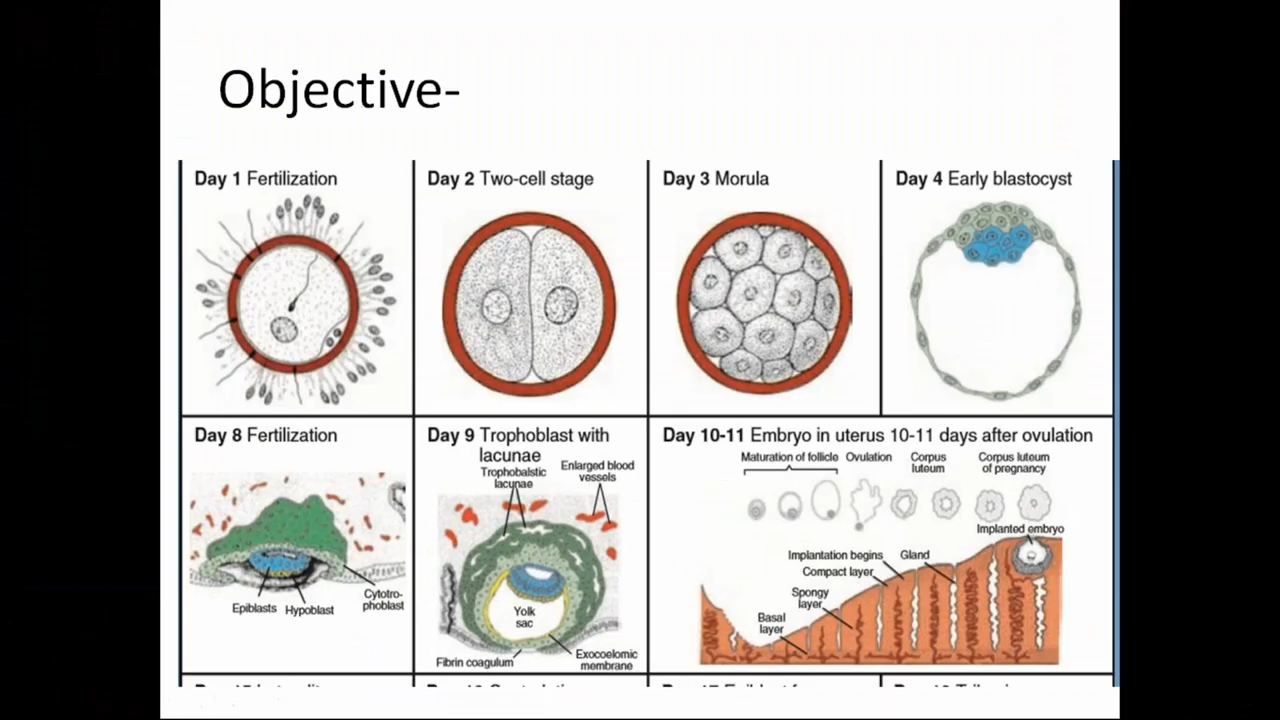 Objective-
Day 1 Fertilization
Day 2 Two-cell stage
Day 3 Morula
Day 4 Early blastocyst
Day 8 Fertilization
Epiblasts
Hypoblast
Cytotro-
phoblast
Day 9 Trophoblast with
lacunae
Trophobalstic
lacunae
Enlarged blood
vessels
Yolk
sac
Fibrin coagulum
Exocoelomic
membrane
Day 10-11 Embryo in uterus 10-11 days after ovulation
Maturation of follicle
Ovulation
Corpus
luteum
Corpus luteum
of pregnancy
Implanted embryo
Implantation begins
Gland
Compact layer
Spongy
layer
Basal
layer